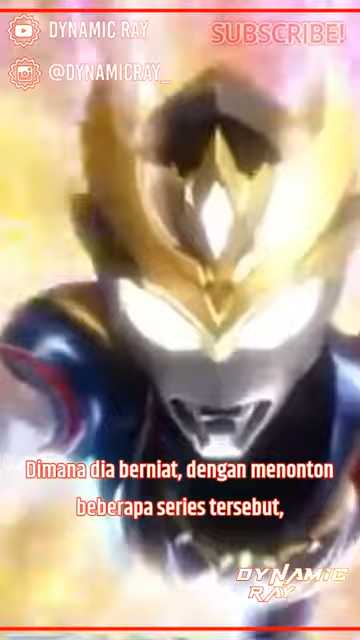 DYNAMIC RAY
SUBSCRIBE!
@DYNAMICRAY_
Dimana dia berniat, dengan menonton
beberapa series tersebut,
DYNAMIC
RAY